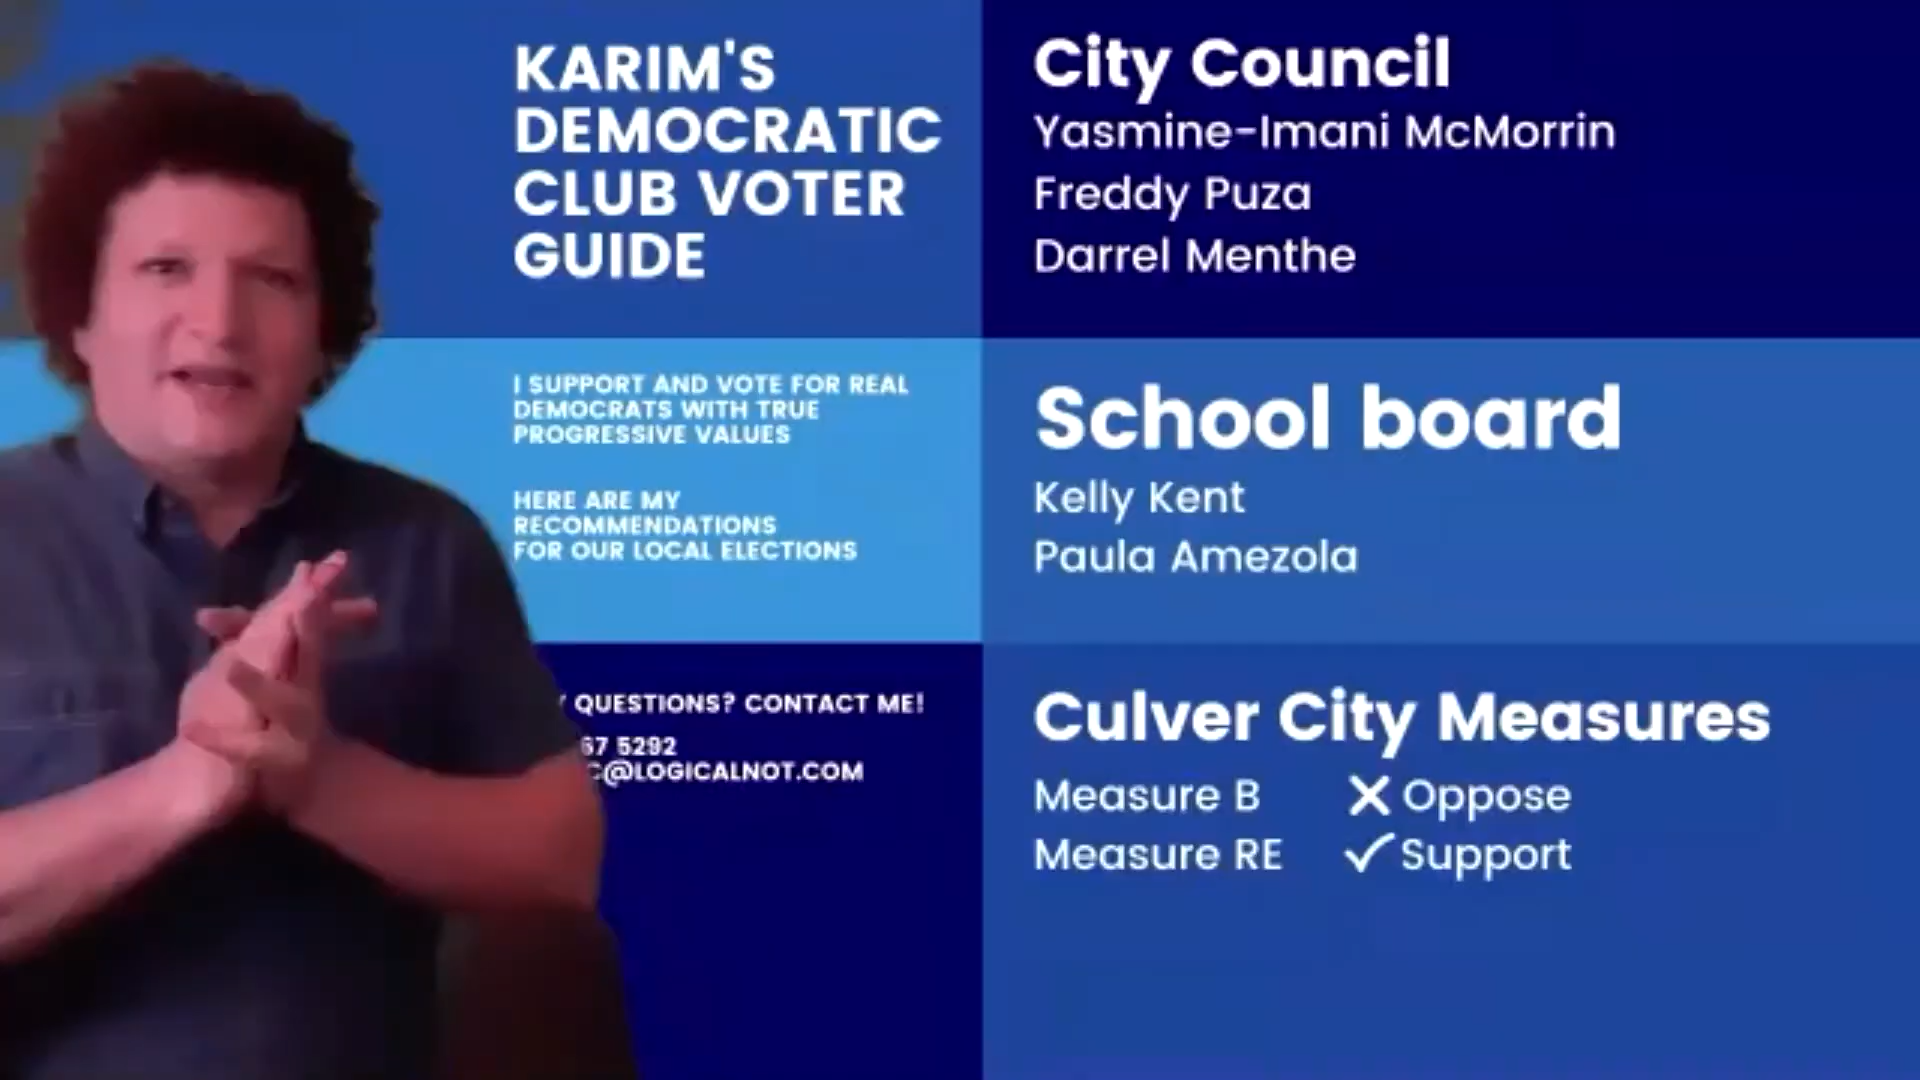 KARIM'S
DEMOCRATIC
CLUB VOTER
GUIDE
I SUPPORT AND VOTE FOR REAL
DEMOCRATS WITH TRUE
PROGRESSIVE VALUES
HERE ARE MY
RECOMMENDATIONS
FOR OUR LOCAL ELECTIONS
QUESTIONS? CONTACT ME!
67 5292
C@LOGICALNOT.COM
City Council
Yasmine-Imani McMorrin
Freddy Puza
Darrel Menthe
School board
Kelly Kent
Paula Amezola
Culver City Measures
Measure B ✕ Oppose
Measure RE ✓ Support